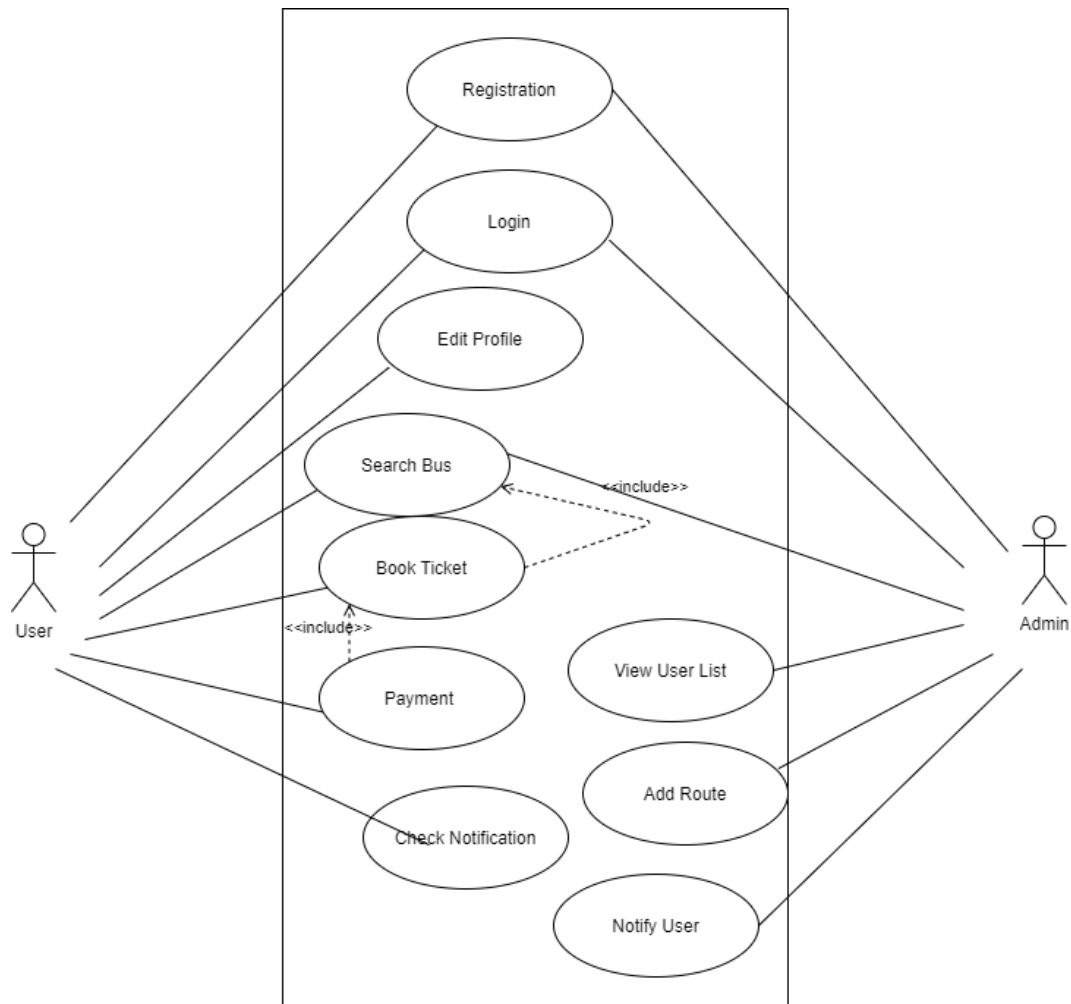 Registration
Login
Edit Profile
Search Bus
<<include>>
Book Ticket
<<include>>
User
Admin
View User List
Payment
Add Route
Check Notification
Notify User